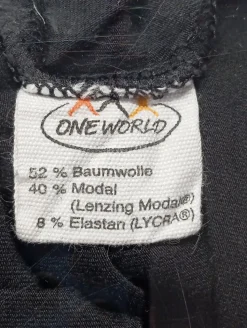 ONE WORLD
52 % Baumwolle
40 % Modal
(Lenzing Modal®)
8 % Elastan (LYCRA®)